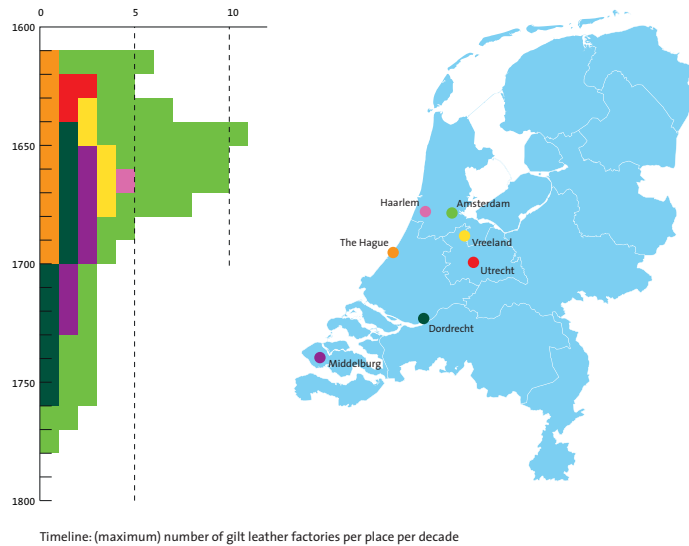 0
5
10
1600
1650
1700
1750
1800
Haarlem
Amsterdam
The Hague
Vreeland
Utrecht
Dordrecht
Middelburg
Timeline: (maximum) number of gilt leather factories per place per decade